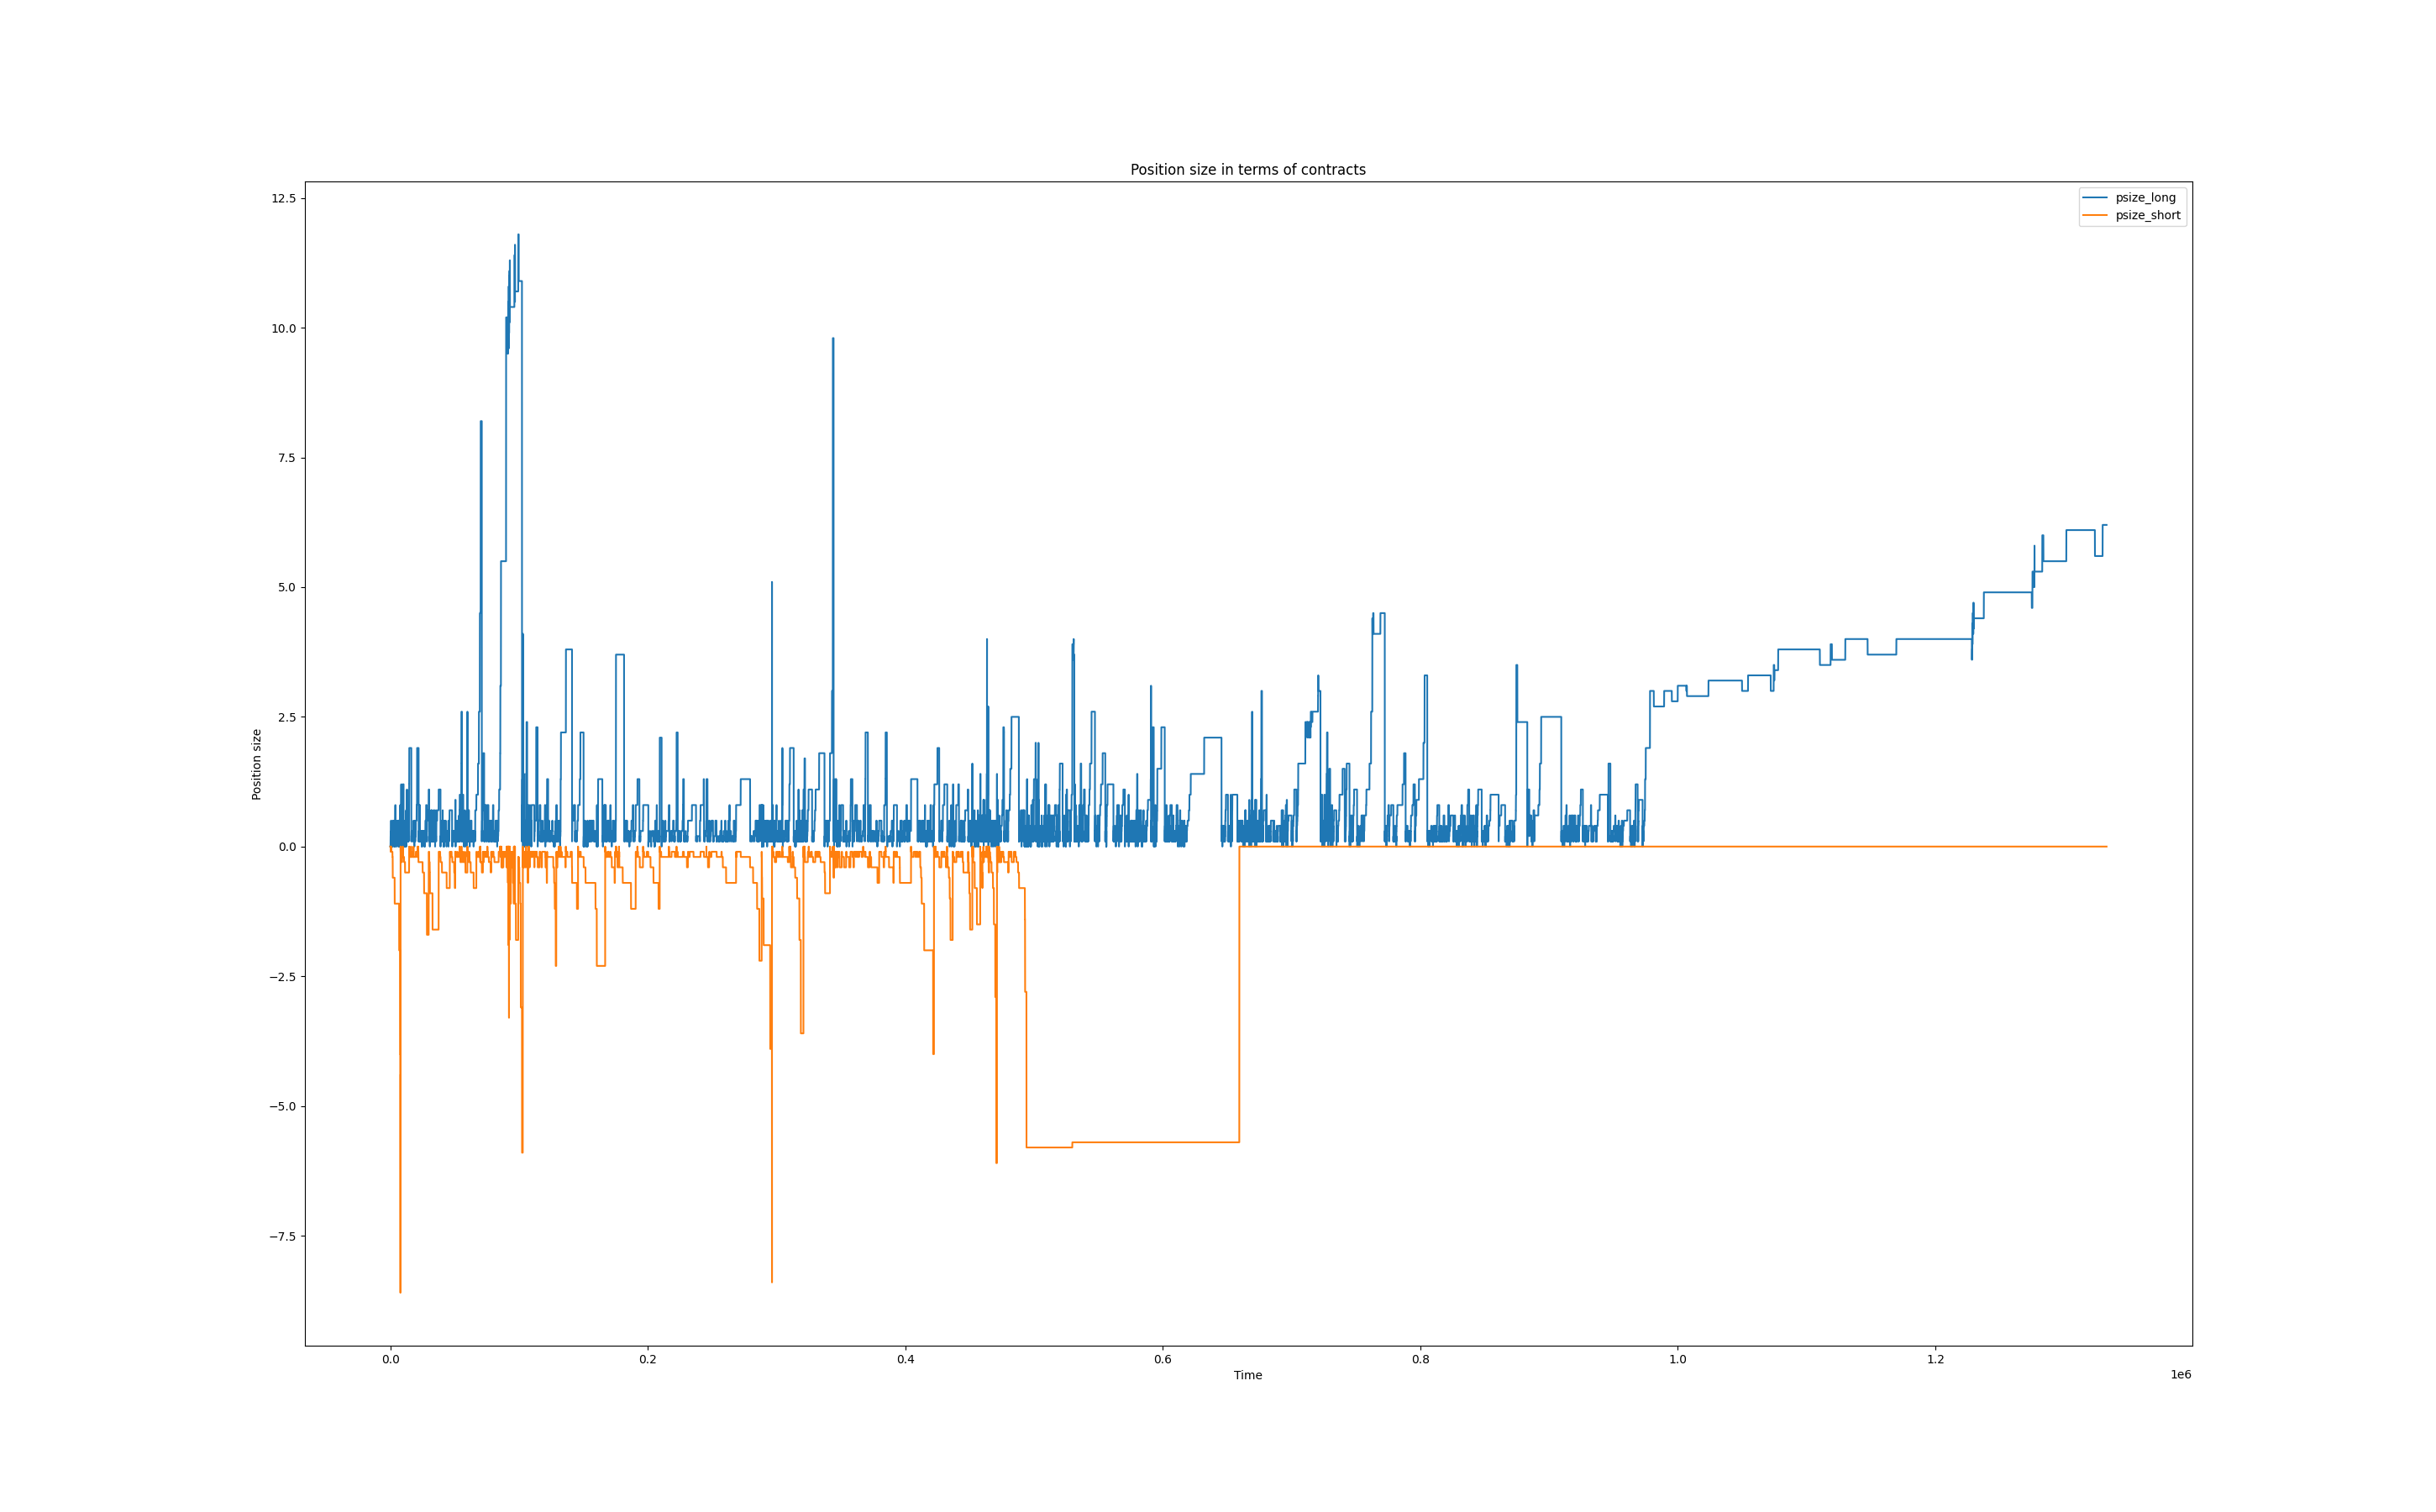 Position size in terms of contracts
psize_long
psize_short
12.5
10.0
7.5
5.0
2.5
0.0
−2.5
−5.0
−7.5
Position size
0.0 0.2 0.4 0.6 0.8 1.0 1.2
Time
1e6